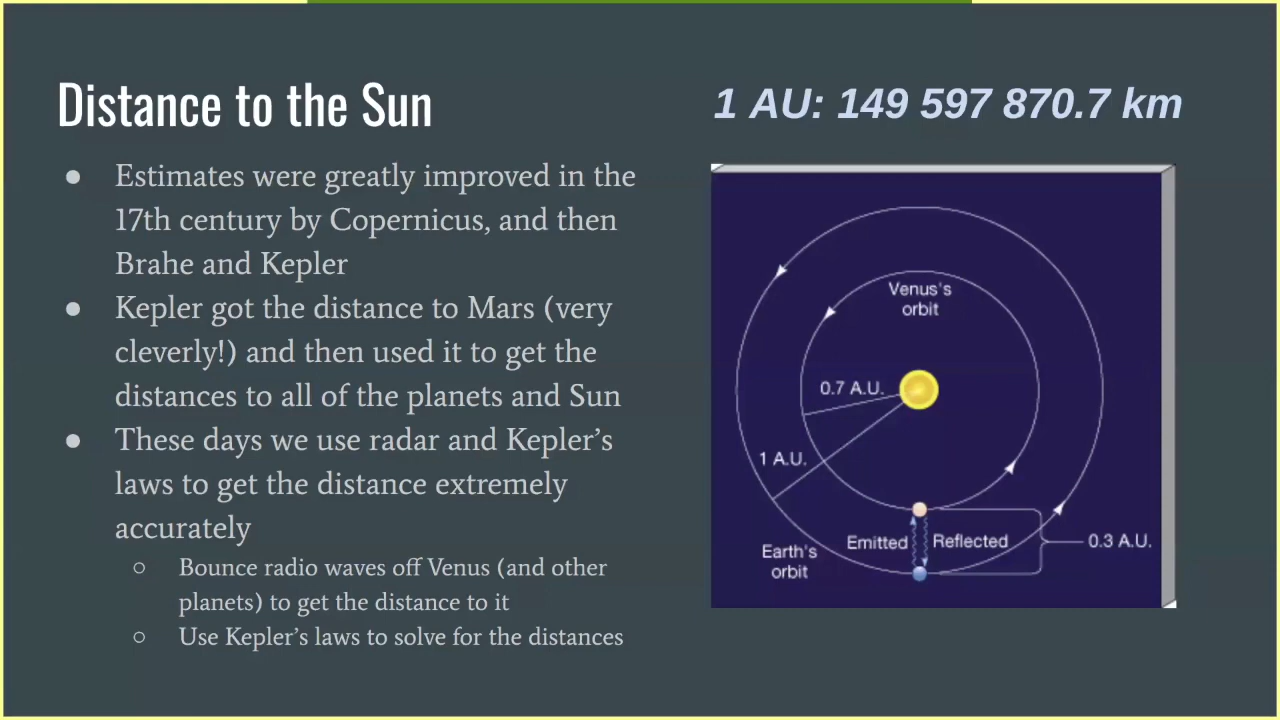 Distance to the Sun
1 AU: 149 597 870.7 km
● Estimates were greatly improved in the
17th century by Copernicus, and then
Brahe and Kepler
● Kepler got the distance to Mars (very
cleverly!) and then used it to get the
distances to all of the planets and Sun
● These days we use radar and Kepler’s
laws to get the distance extremely
accurately
○ Bounce radio waves off Venus (and other
planets) to get the distance to it
○ Use Kepler’s laws to solve for the distances
Venus's
orbit
0.7 A.U.
1 A.U.
Emitted
Reflected
0.3 A.U.
Earth's
orbit